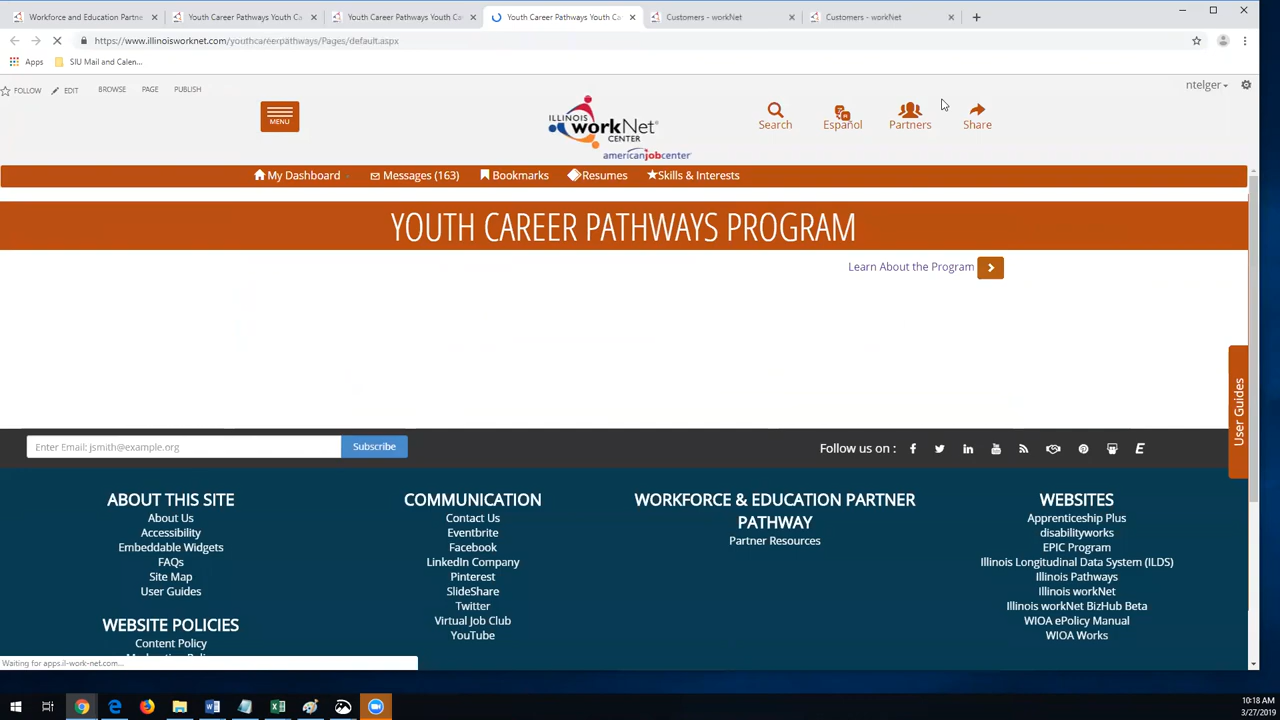 Workforce and Education Partne
Youth Career Pathways Youth Ca
Youth Career Pathways Youth Ca
Youth Career Pathways Youth Ca
Customers - workNet
Customers - workNet
https://www.illinoisworknet.com/youthcareerpathways/Pages/default.aspx
Apps
SIU Mail and Calen...
FOLLOW
EDIT
BROWSE
PAGE
PUBLISH
ntelger
MENU
ILLINOIS
workNet
CENTER
americanjobcenter
Search
Español
Partners
Share
My Dashboard
Messages (163)
Bookmarks
Resumes
Skills & Interests
YOUTH CAREER PATHWAYS PROGRAM
Learn About the Program
User Guides
Enter Email: jsmith@example.org
Subscribe
Follow us on :
ABOUT THIS SITE
About Us
Accessibility
Embeddable Widgets
FAQs
Site Map
User Guides
WEBSITE POLICIES
Content Policy
COMMUNICATION
Contact Us
Eventbrite
Facebook
LinkedIn Company
Pinterest
SlideShare
Twitter
Virtual Job Club
YouTube
WORKFORCE & EDUCATION PARTNER
PATHWAY
Partner Resources
WEBSITES
Apprenticeship Plus
disabilityworks
EPIC Program
Illinois Longitudinal Data System (ILDS)
Illinois Pathways
Illinois workNet
Illinois workNet BizHub Beta
WIOA ePolicy Manual
WIOA Works
Waiting for apps.il-work-net.com...
10:18 AM
3/27/2019